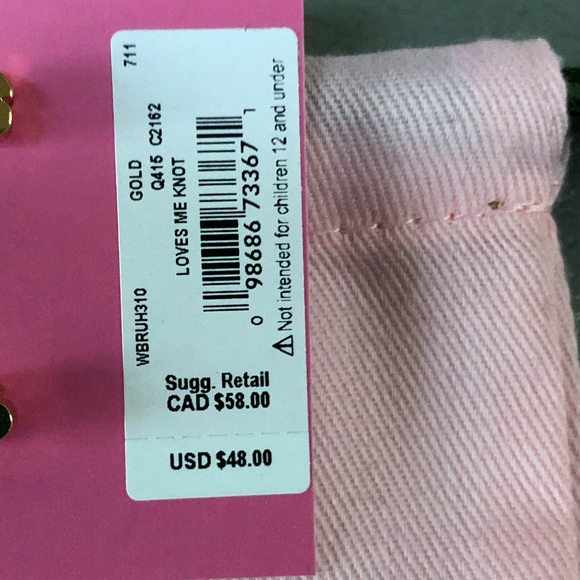 711
GOLD
Q415 C2162
LOVES ME KNOT
WBRUH310
0 98686 73367 1
⚠ Not intended for children 12 and under
Sugg. Retail
CAD $58.00
USD $48.00